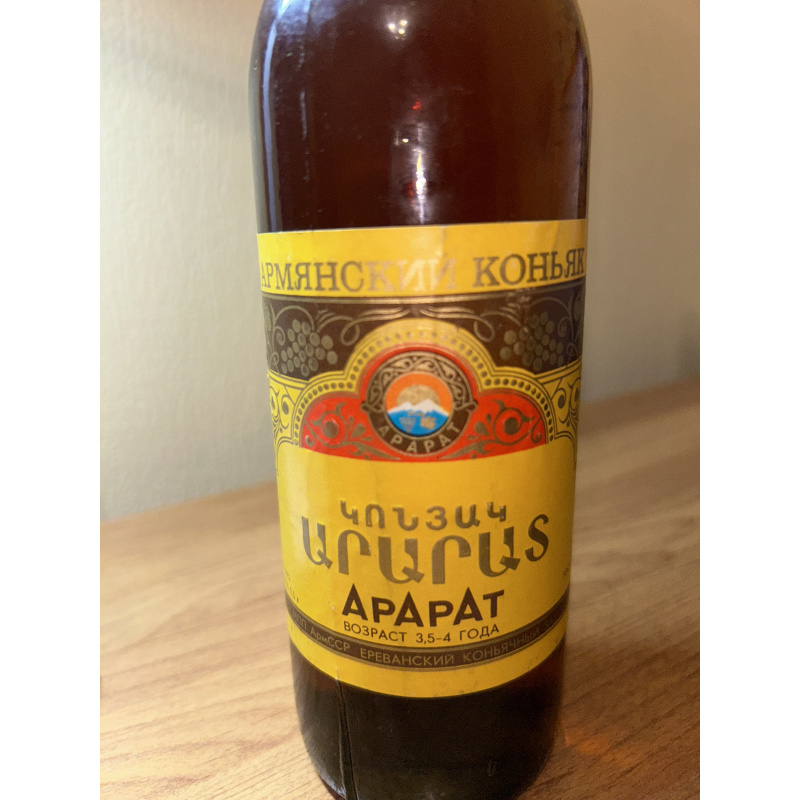 АРМЯНСКИЙ КОНЬЯК
АРАРАТ
ԿՈՆՅԱԿ
ԱՐԱՐԱՏ
АРАРАТ
ВОЗРАСТ 3,5-4 ГОДА
АрмССР ЕРЕВАНСКИЙ КОНЬЯЧНЫЙ